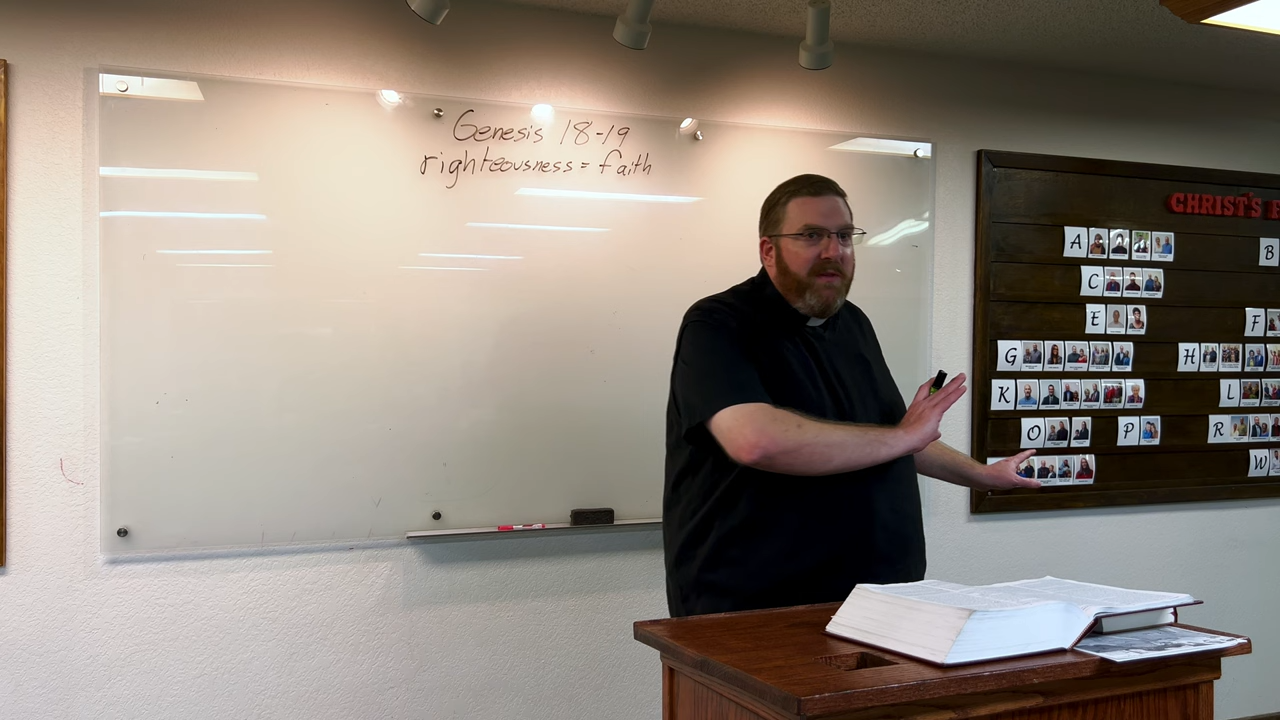 Genesis 18-19
righteousness = faith
CHRIST'S
A
B
C
E
F
G
H
K
L
O
P
R
W